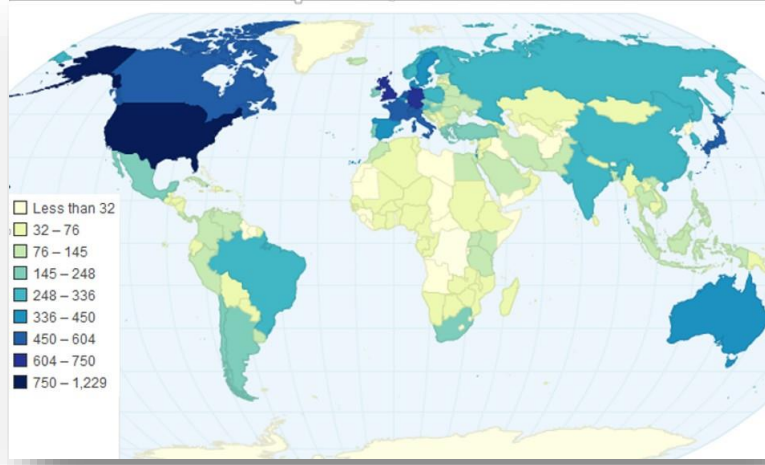 Less than 32
32 – 76
76 – 145
145 – 248
248 – 336
336 – 450
450 – 604
604 – 750
750 – 1,229